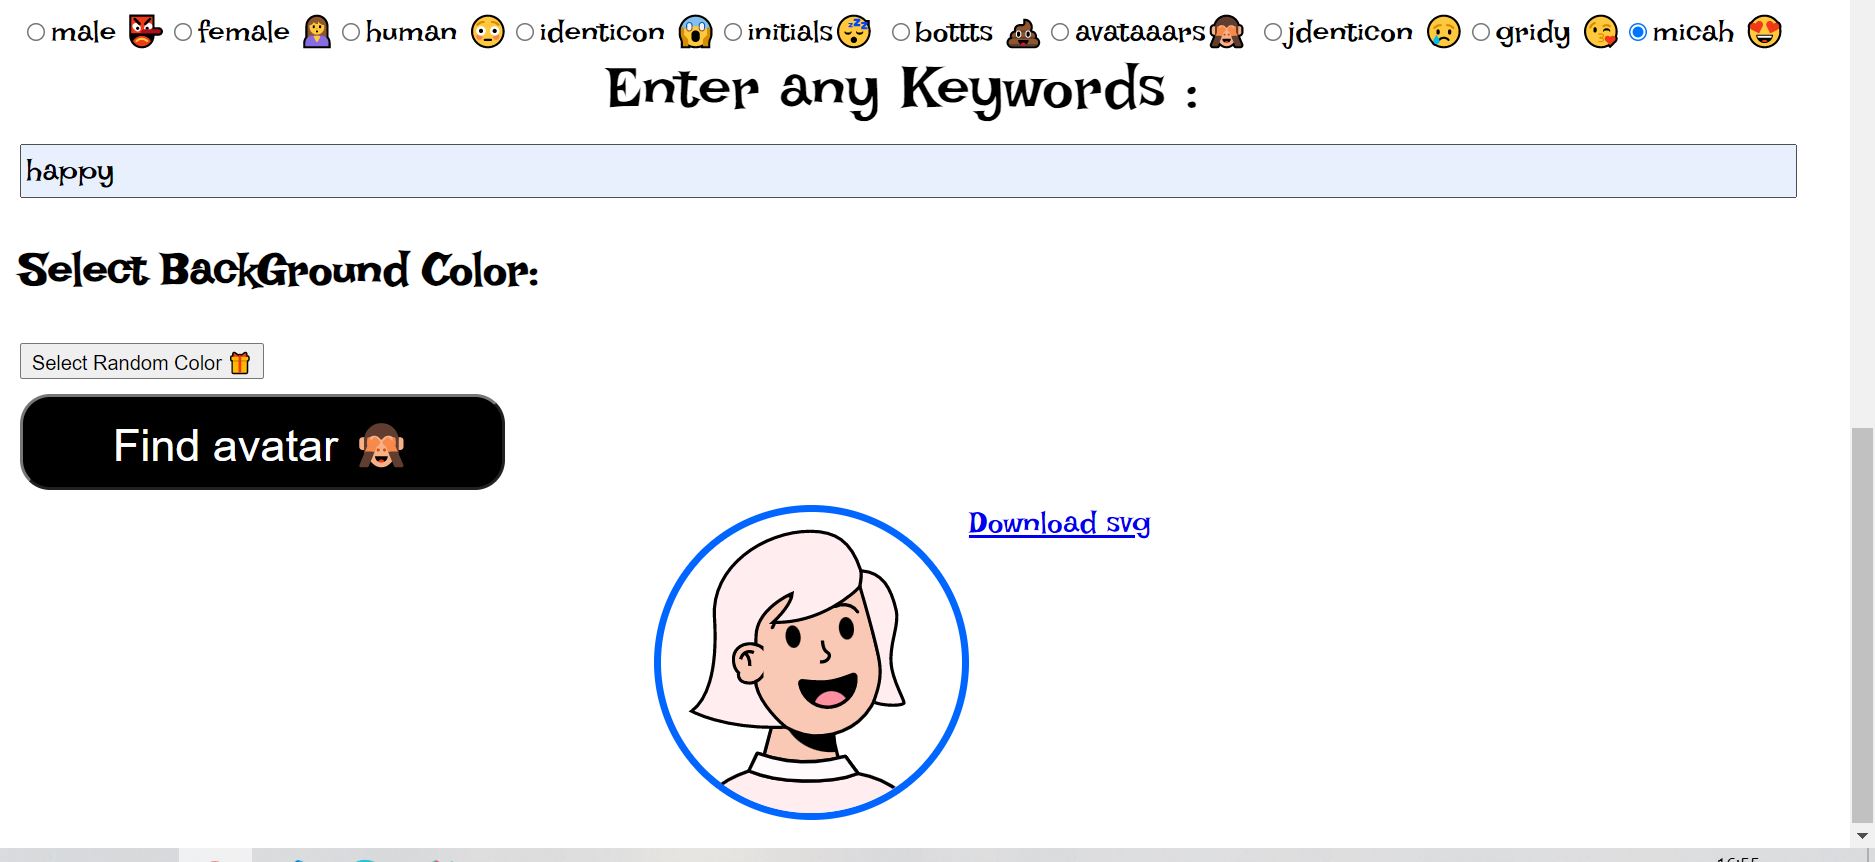 male 👺 female 🙍‍♀️ human 😳 identicon 😱 initials 😴 bottts 💩 avataaars 🙈 jdenticon 😢 gridy 😘 micah 😍
Enter any Keywords :
happy
Select BackGround Color:
Select Random Color 🎁
Find avatar 🙈
Download svg